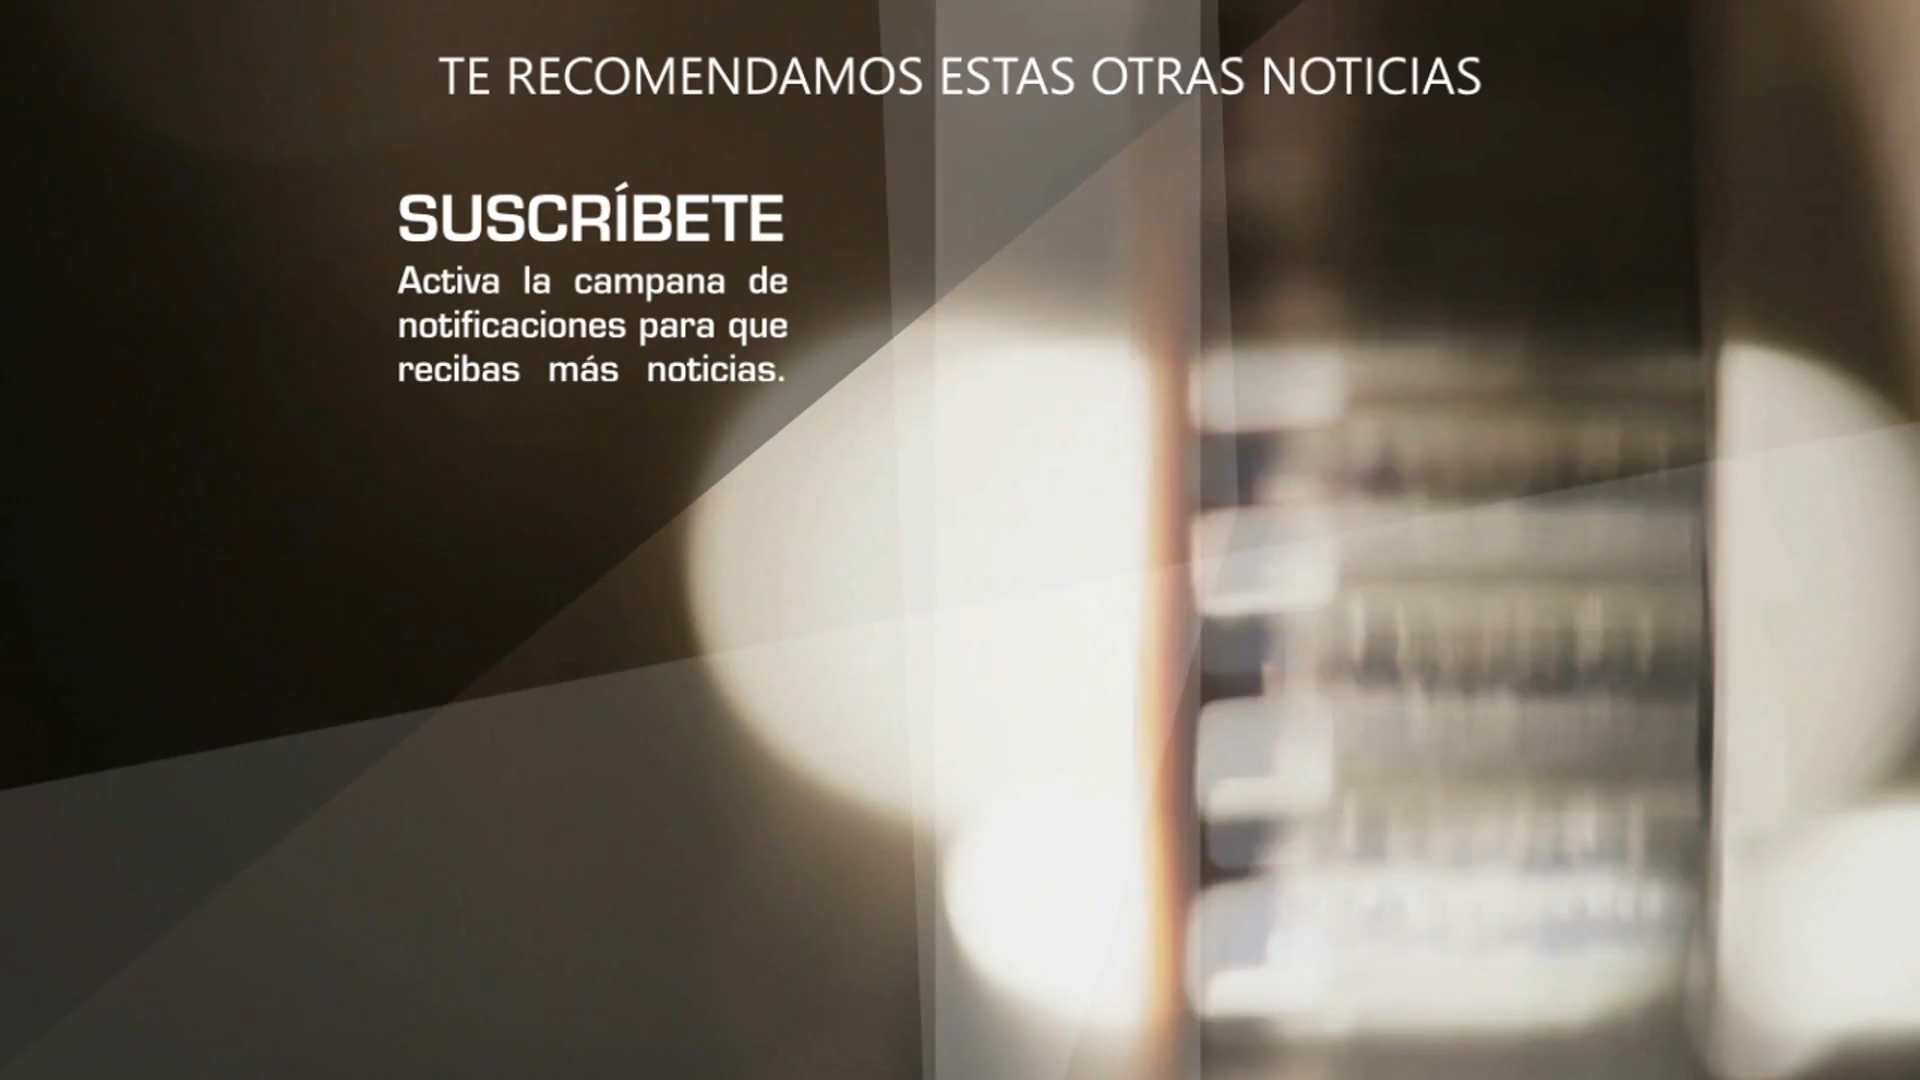 TE RECOMENDAMOS ESTAS OTRAS NOTICIAS
SUSCRÍBETE
Activa la campana de
notificaciones para que
recibas más noticias.